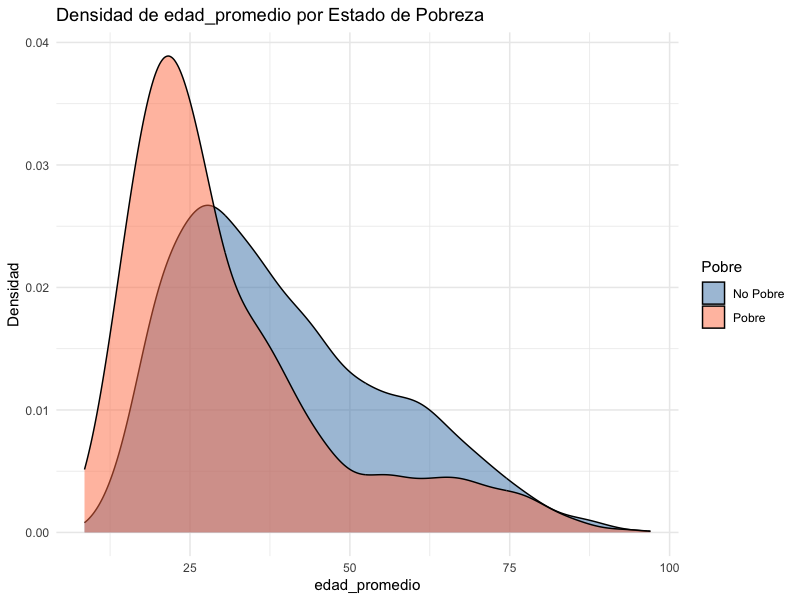 Densidad de edad_promedio por Estado de Pobreza
0.04
0.03
0.02
0.01
0.00
Densidad
25
50
75
100
edad_promedio
Pobre
No Pobre
Pobre